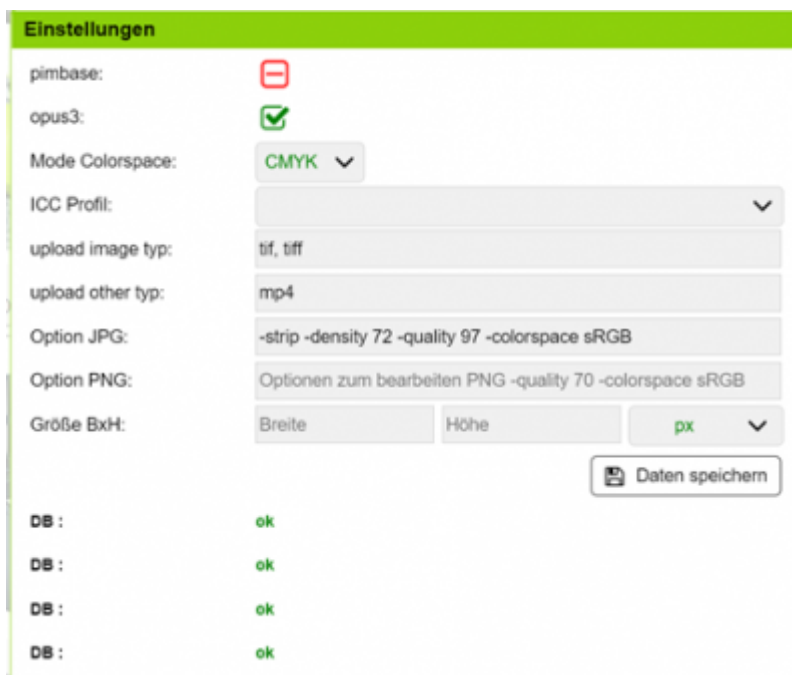 Einstellungen
pimbase:
opus3:
Mode Colorspace: CMYK
ICC Profil:
upload image typ: tif, tiff
upload other typ: mp4
Option JPG: -strip -density 72 -quality 97 -colorspace sRGB
Option PNG: Optionen zum bearbeiten PNG -quality 70 -colorspace sRGB
Größe BxH: Breite Höhe px
Daten speichern
DB : ok
DB : ok
DB : ok
DB : ok